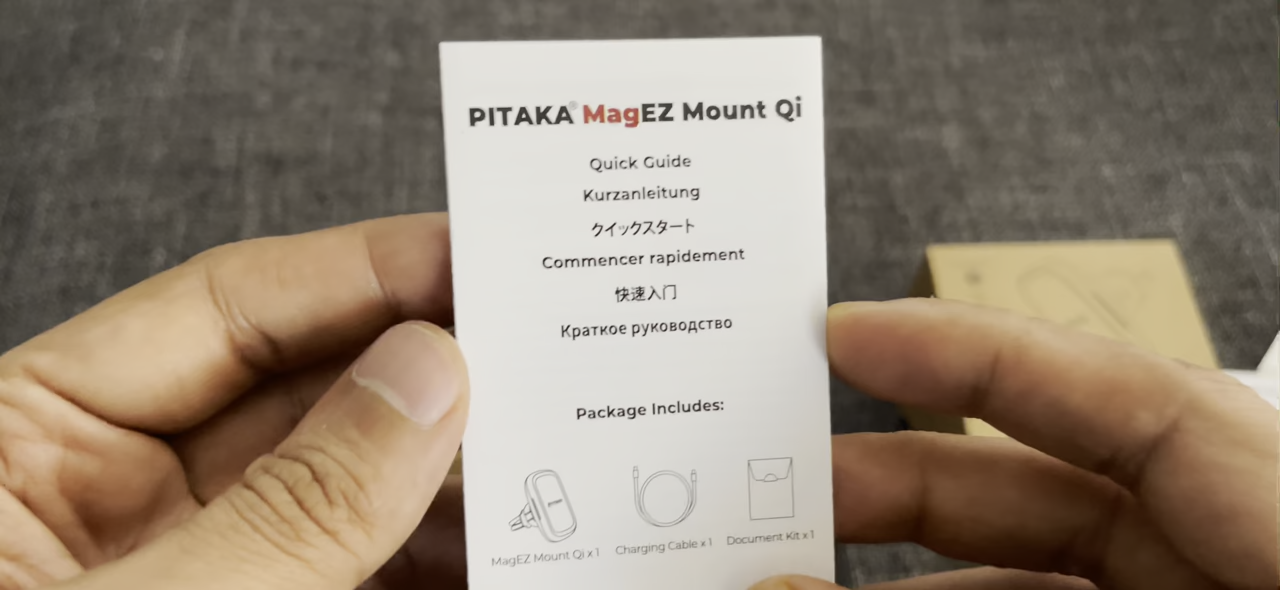 PITAKA® MagEZ Mount Qi
Quick Guide
Kurzanleitung
クイックスタート
Commencer rapidement
快速入门
Краткое руководство
Package Includes:
PITAKA
MagEZ Mount Qi x 1
Charging Cable x 1
Document Kit x 1